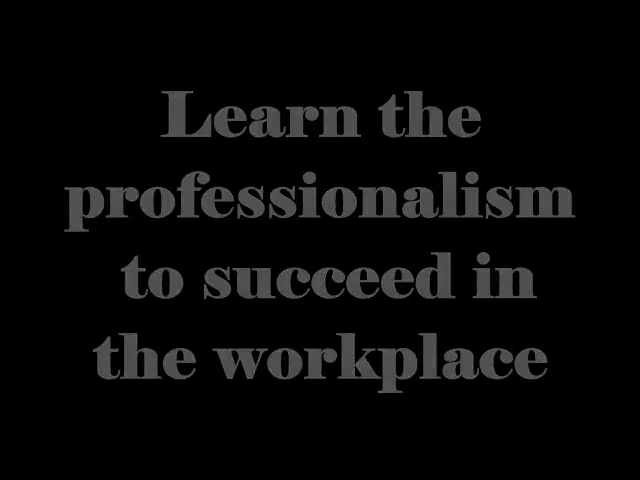 Learn the
professionalism
to succeed in
the workplace